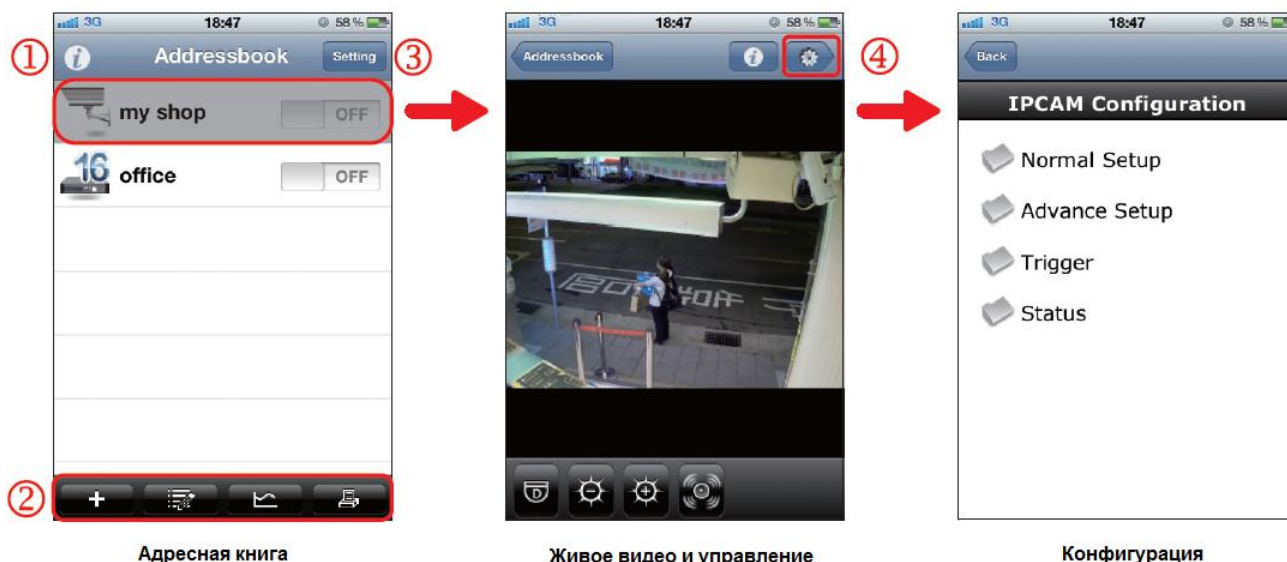 3G 18:47 58 %
① Addressbook Setting ③
my shop OFF
16 office OFF
②
Адресная книга
3G 18:47 58 %
Addressbook ④
D
Живое видео и управление
3G 18:47 58 %
Back
IPCAM Configuration
Normal Setup
Advance Setup
Trigger
Status
Конфигурация